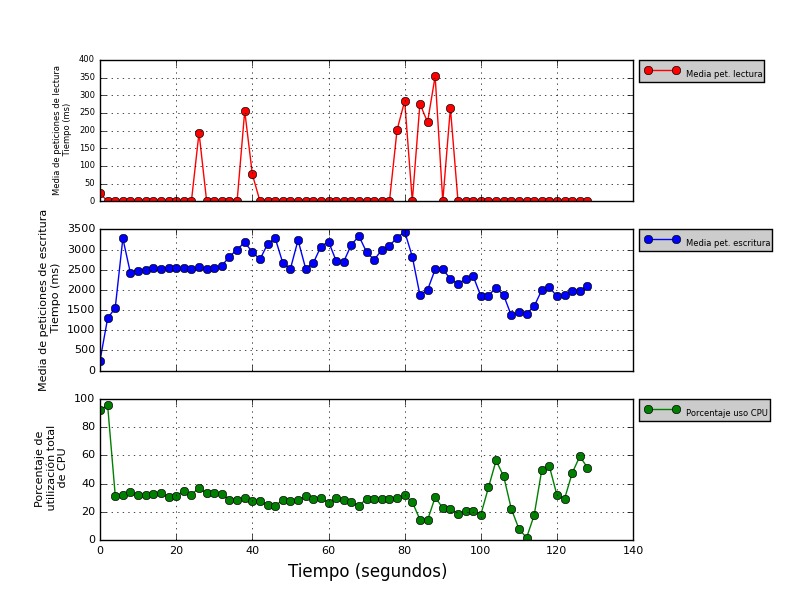 Media de peticiones de lectura
Tiempo (ms)
400
350
300
250
200
150
100
50
0
Media pet. lectura
Media de peticiones de escritura
Tiempo (ms)
3500
3000
2500
2000
1500
1000
500
0
Media pet. escritura
Porcentaje de
utilización total
de CPU
100
80
60
40
20
0
Porcentaje uso CPU
0 20 40 60 80 100 120 140
Tiempo (segundos)